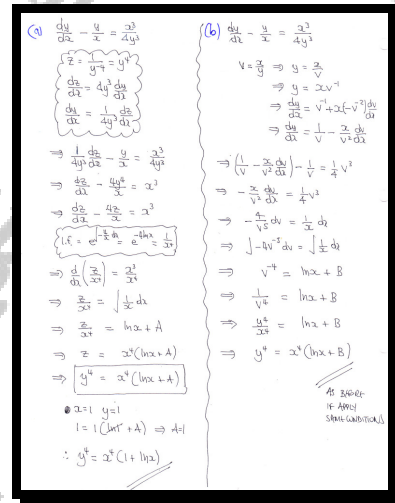 (a) dy/dx - y/x = x³/4y³
z = 1/y⁻⁴ = y⁴
dz/dx = 4y³ dy/dx
dy/dx = 1/4y³ dz/dx
⇒ 1/4y³ dz/dx - y/x = x³/4y³
⇒ dz/dx - 4y⁴/x = x³
⇒ dz/dx - 4z/x = x³
I.F. = e^∫-4/x dx = e^-4lnx = 1/x⁴
⇒ d/dx (z/x⁴) = x³/x⁴
⇒ z/x⁴ = ∫ 1/x dx
⇒ z/x⁴ = lnx + A
⇒ z = x⁴(lnx + A)
⇒ y⁴ = x⁴(lnx + A)
• x=1 y=1
1 = 1(ln1 + A) ⇒ A=1
∴ y⁴ = x⁴(1 + lnx)
(b) dy/dx - y/x = x³/4y³
V = x/y ⇒ y = x/V
⇒ y = xv⁻¹
⇒ dy/dx = v⁻¹ + x(-v⁻²)dv/dx
⇒ dy/dx = 1/v - x/v² dv/dx
⇒ (1/v - x/v² dv/dx) - 1/v = 1/4 v³
⇒ - x/v² dv/dx = 1/4 v³
⇒ - 4/v⁵ dv = 1/x dx
⇒ ∫ -4v⁻⁵ dv = ∫ 1/x dx
⇒ v⁻⁴ = lnx + B
⇒ 1/v⁴ = lnx + B
⇒ y⁴/x⁴ = lnx + B
⇒ y⁴ = x⁴(lnx + B)
AS BEFORE
IF APPLY
SAME CONDITIONS